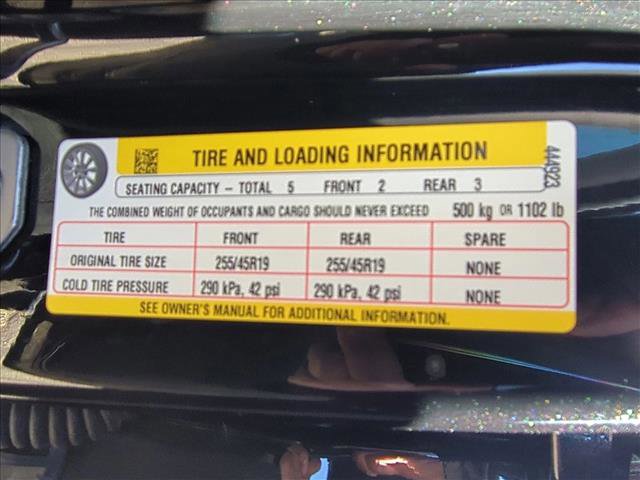 TIRE AND LOADING INFORMATION
444923
SEATING CAPACITY – TOTAL 5 FRONT 2 REAR 3
THE COMBINED WEIGHT OF OCCUPANTS AND CARGO SHOULD NEVER EXCEED 500 kg OR 1102 lb
TIRE FRONT REAR SPARE
ORIGINAL TIRE SIZE 255/45R19 255/45R19 NONE
COLD TIRE PRESSURE 290 kPa, 42 psi 290 kPa, 42 psi NONE
SEE OWNER'S MANUAL FOR ADDITIONAL INFORMATION.